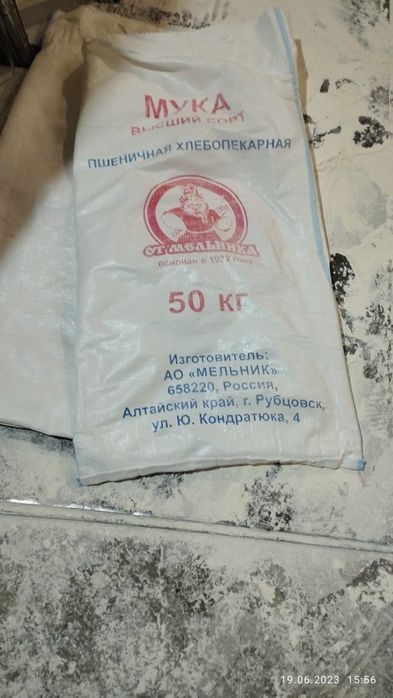 МУКА
ВЫСШИЙ СОРТ
ПШЕНИЧНАЯ ХЛЕБОПЕКАРНАЯ
ОТ МЕЛЬНИКА
основан в 1992 году
50 кг
Изготовитель:
АО «МЕЛЬНИК»
658220, Россия,
Алтайский край. г. Рубцовск,
ул. Ю. Кондратюка, 4
19.06.2023 15:56